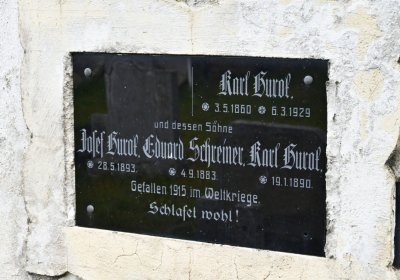 Karl Hurof.
* 3.5.1860 * 6.3.1929
und dessen Söhne
Josef Hurof, Eduard Schreiner, Karl Hurof,
* 28.5.1893. * 4.9.1883. * 19.1.1890.
Gefallen 1915 im Weltkriege.
Schlafet wohl!